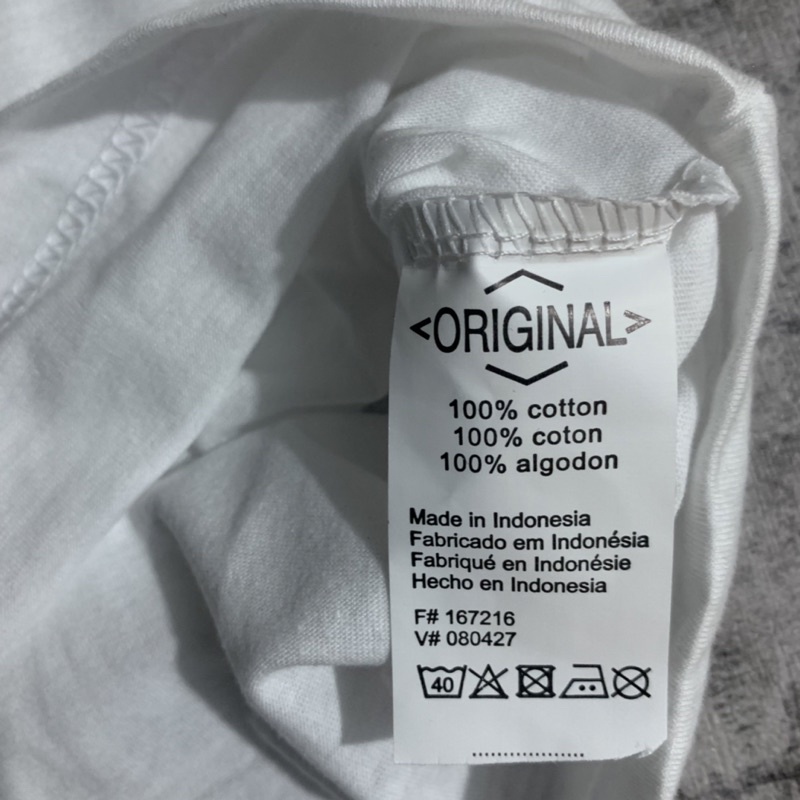 <ORIGINAL>
100% cotton
100% coton
100% algodon
Made in Indonesia
Fabricado em Indonésia
Fabriqué en Indonésie
Hecho en Indonesia
F# 167216
V# 080427
40